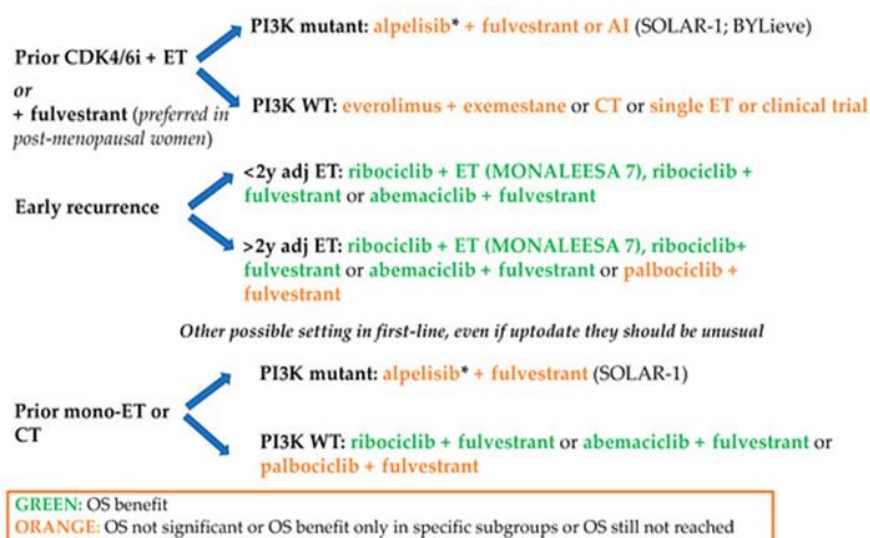 PI3K mutant: alpelisib* + fulvestrant or AI (SOLAR-1; BYLieve)
Prior CDK4/6i + ET
or
+ fulvestrant (preferred in
post-menopausal women)
PI3K WT: everolimus + exemestane or CT or single ET or clinical trial
<2y adj ET: ribociclib + ET (MONALEESA 7), ribociclib +
fulvestrant or abemaciclib + fulvestrant
Early recurrence
>2y adj ET: ribociclib + ET (MONALEESA 7), ribociclib+
fulvestrant or abemaciclib + fulvestrant or palbociclib +
fulvestrant
Other possible setting in first-line, even if uptodate they should be unusual
PI3K mutant: alpelisib* + fulvestrant (SOLAR-1)
Prior mono-ET or
CT
PI3K WT: ribociclib + fulvestrant or abemaciclib + fulvestrant or
palbociclib + fulvestrant
GREEN: OS benefit
ORANGE: OS not significant or OS benefit only in specific subgroups or OS still not reached